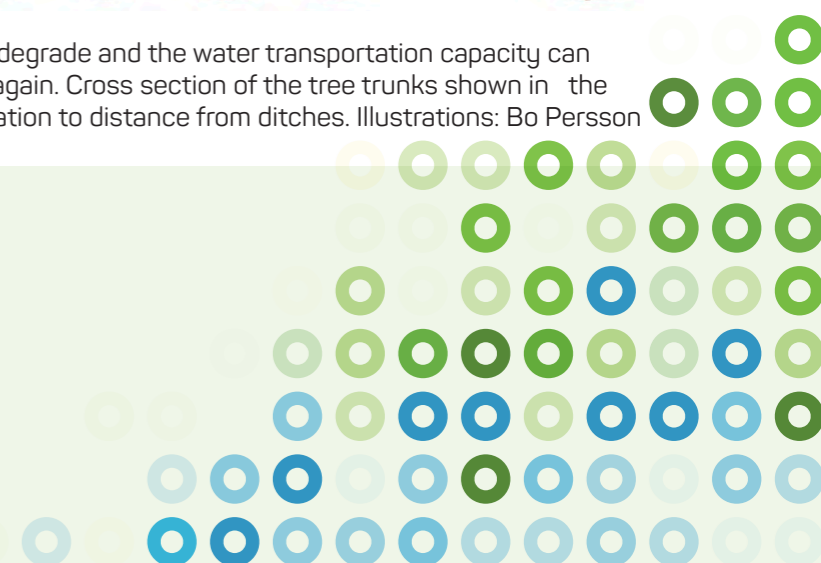 degrade and the water transportation capacity can
again. Cross section of the tree trunks shown in the
ation to distance from ditches. Illustrations: Bo Persson